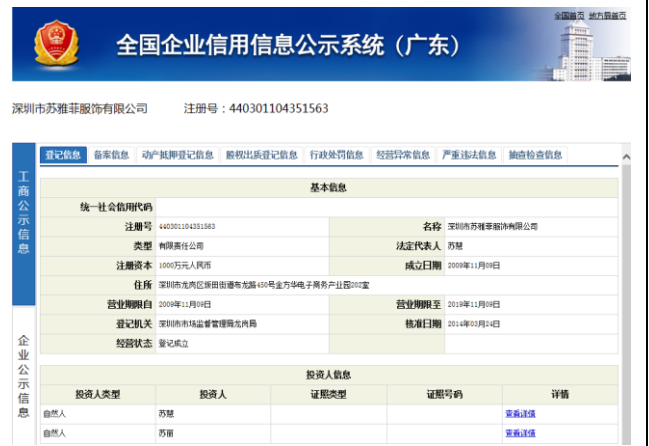 全国首页 地方局首页
全国企业信用信息公示系统（广东）
深圳市苏雅菲服饰有限公司 注册号：440301104351563
登记信息 备案信息 动产抵押登记信息 股权出质登记信息 行政处罚信息 经营异常信息 严重违法信息 抽查检查信息
工商公示信息
企业公示信息
基本信息
统一社会信用代码
注册号 440301104351563 名称 深圳市苏雅菲服饰有限公司
类型 有限责任公司 法定代表人 苏慧
注册资本 1000万元人民币 成立日期 2009年11月09日
住所 深圳市龙岗区坂田街道布龙路450号金方华电子商务产业园202室
营业期限自 2009年11月09日 营业期限至 2019年11月09日
登记机关 深圳市市场监督管理局龙岗局 核准日期 2014年03月24日
经营状态 登记成立
投资人信息
投资人类型 投资人 证照类型 证照号码 详情
自然人 苏慧 查看详情
自然人 苏丽 查看详情